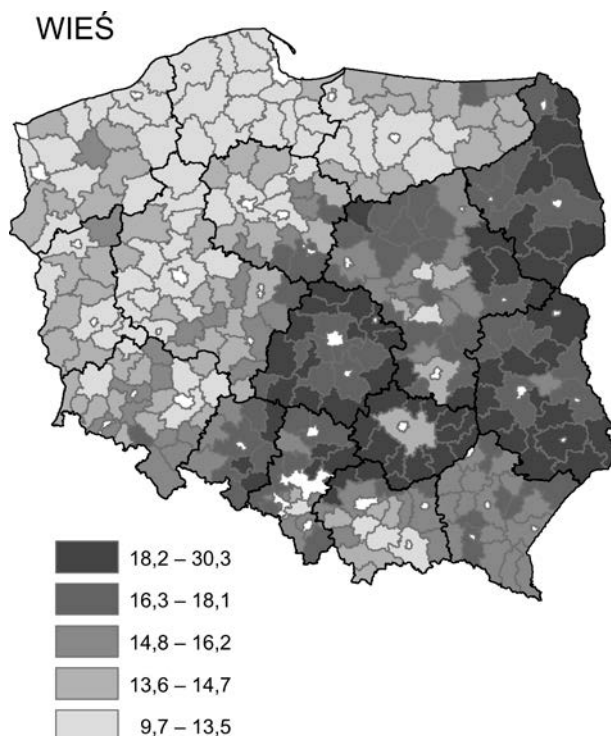 WIEŚ
18,2 – 30,3
16,3 – 18,1
14,8 – 16,2
13,6 – 14,7
9,7 – 13,5